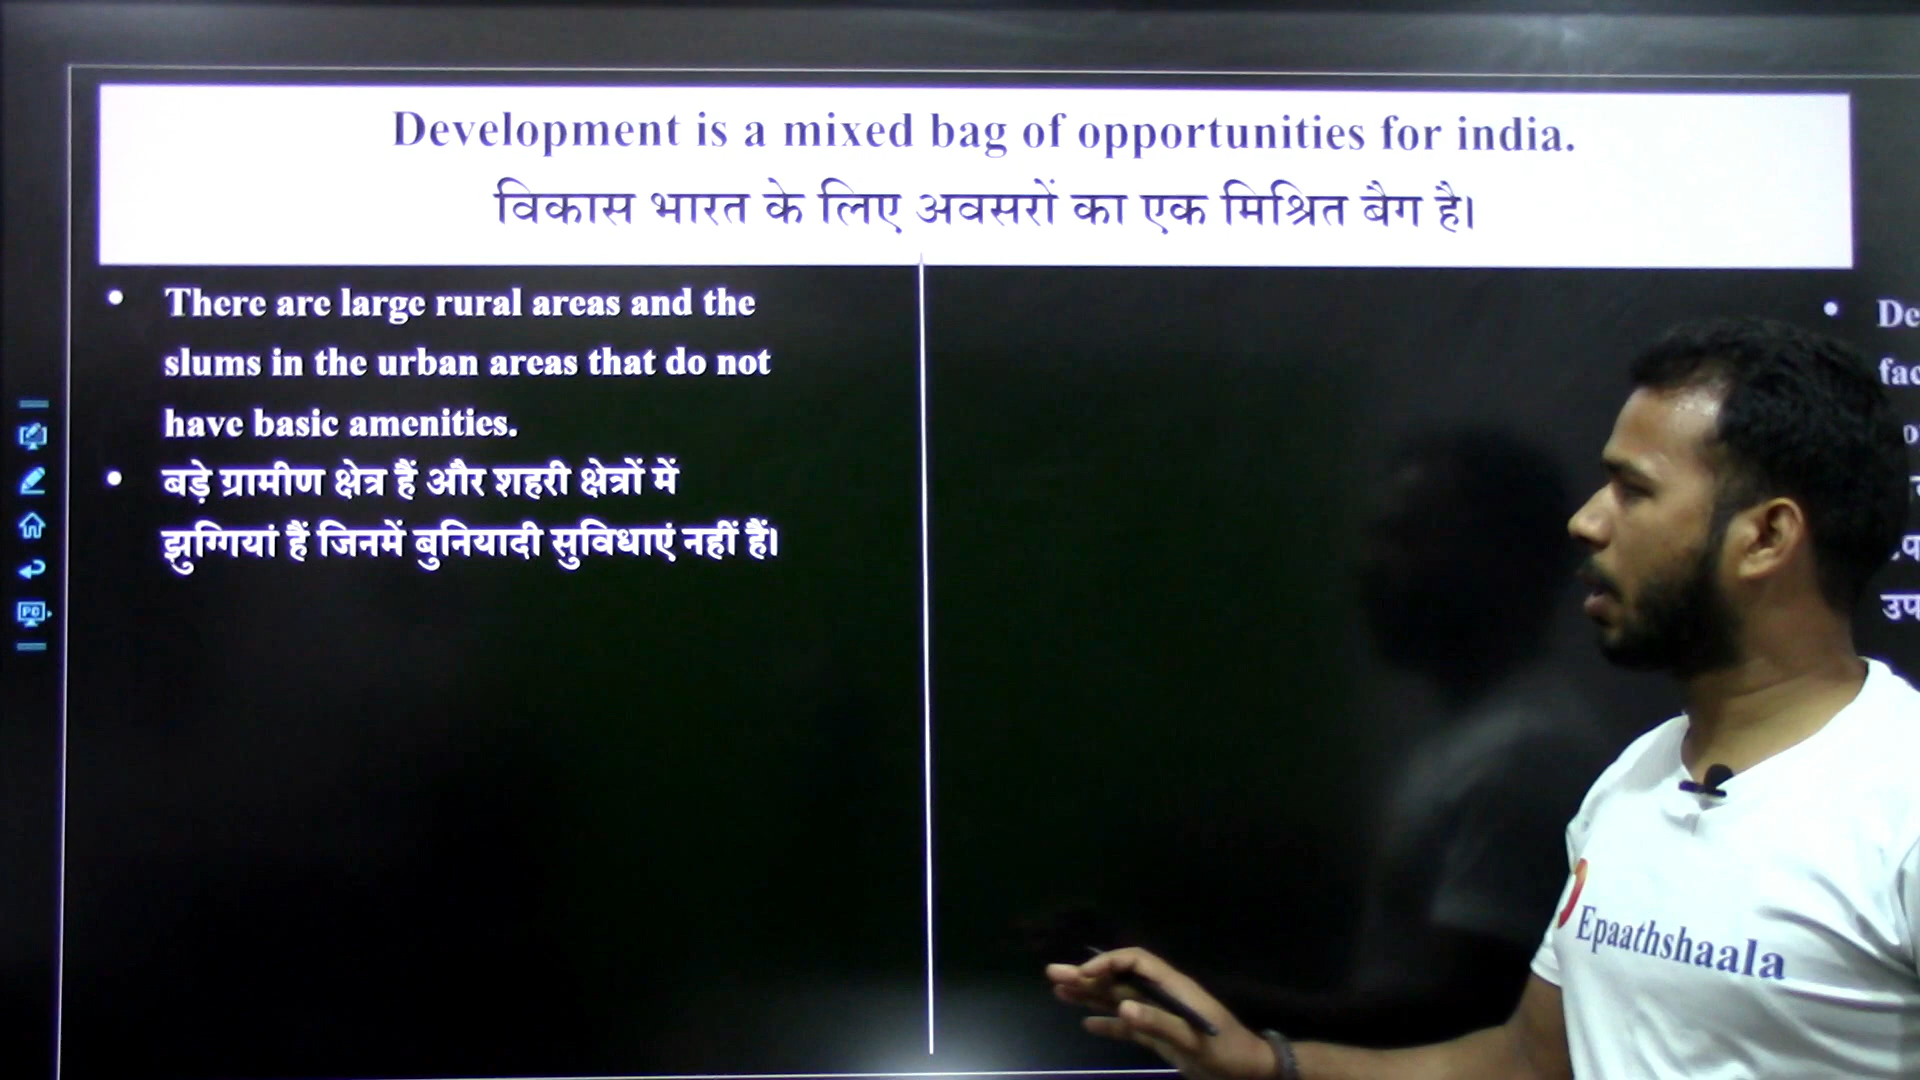 Development is a mixed bag of opportunities for india.
विकास भारत के लिए अवसरों का एक मिश्रित बैग है।
• There are large rural areas and the
slums in the urban areas that do not
have basic amenities.
• बड़े ग्रामीण क्षेत्र हैं और शहरी क्षेत्रों में
झुग्गियां हैं जिनमें बुनियादी सुविधाएं नहीं हैं।
• De
fac
उप
PC
Epaathshaala